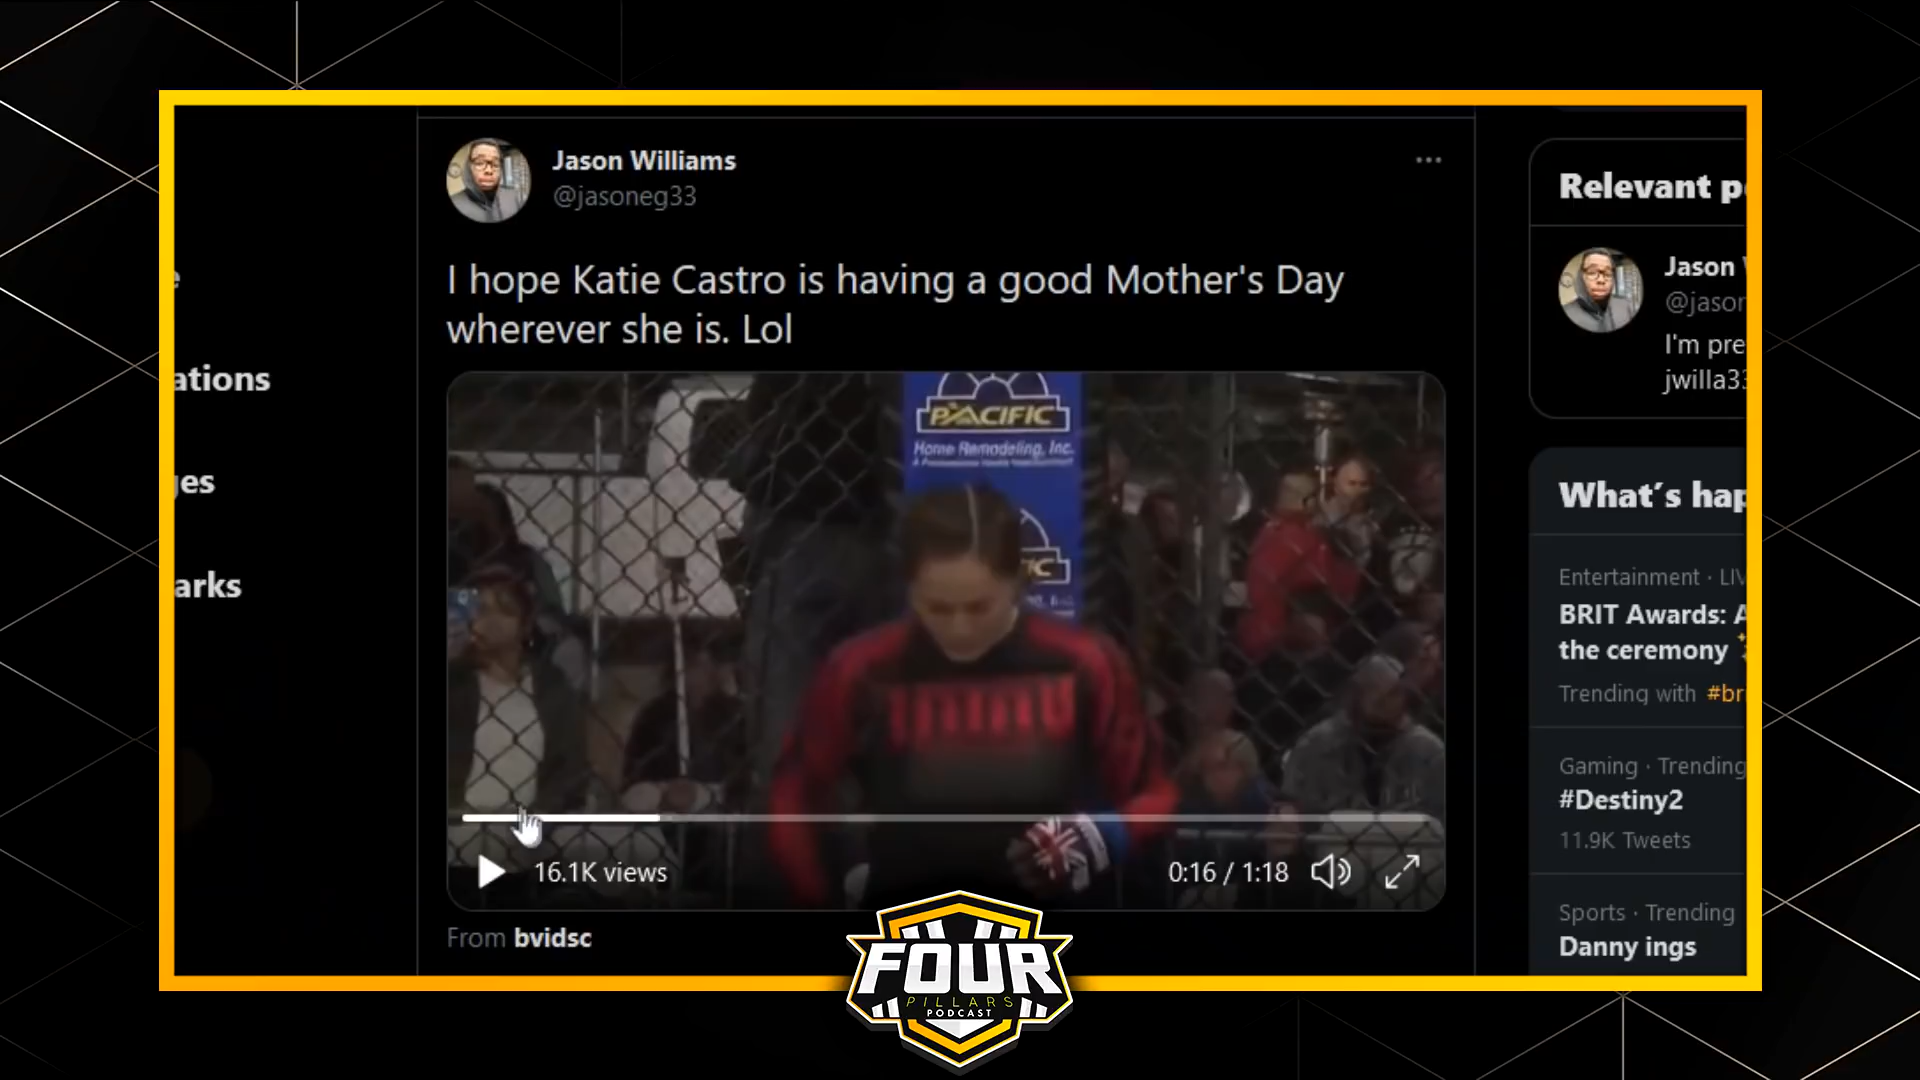 Jason Williams
@jasoneg33
I hope Katie Castro is having a good Mother's Day
wherever she is. Lol
PACIFIC
Home Remodeling, Inc.
16.1K views
0:16 / 1:18
From bvidsc
ations
ges
arks
Relevant p
Jason
@jasor
I'm pre
jwilla33
What's hap
Entertainment · LIV
BRIT Awards: A
the ceremony
Trending with #br
Gaming · Trending
#Destiny2
11.9K Tweets
Sports · Trending
Danny ings
FOUR
PILLARS
PODCAST